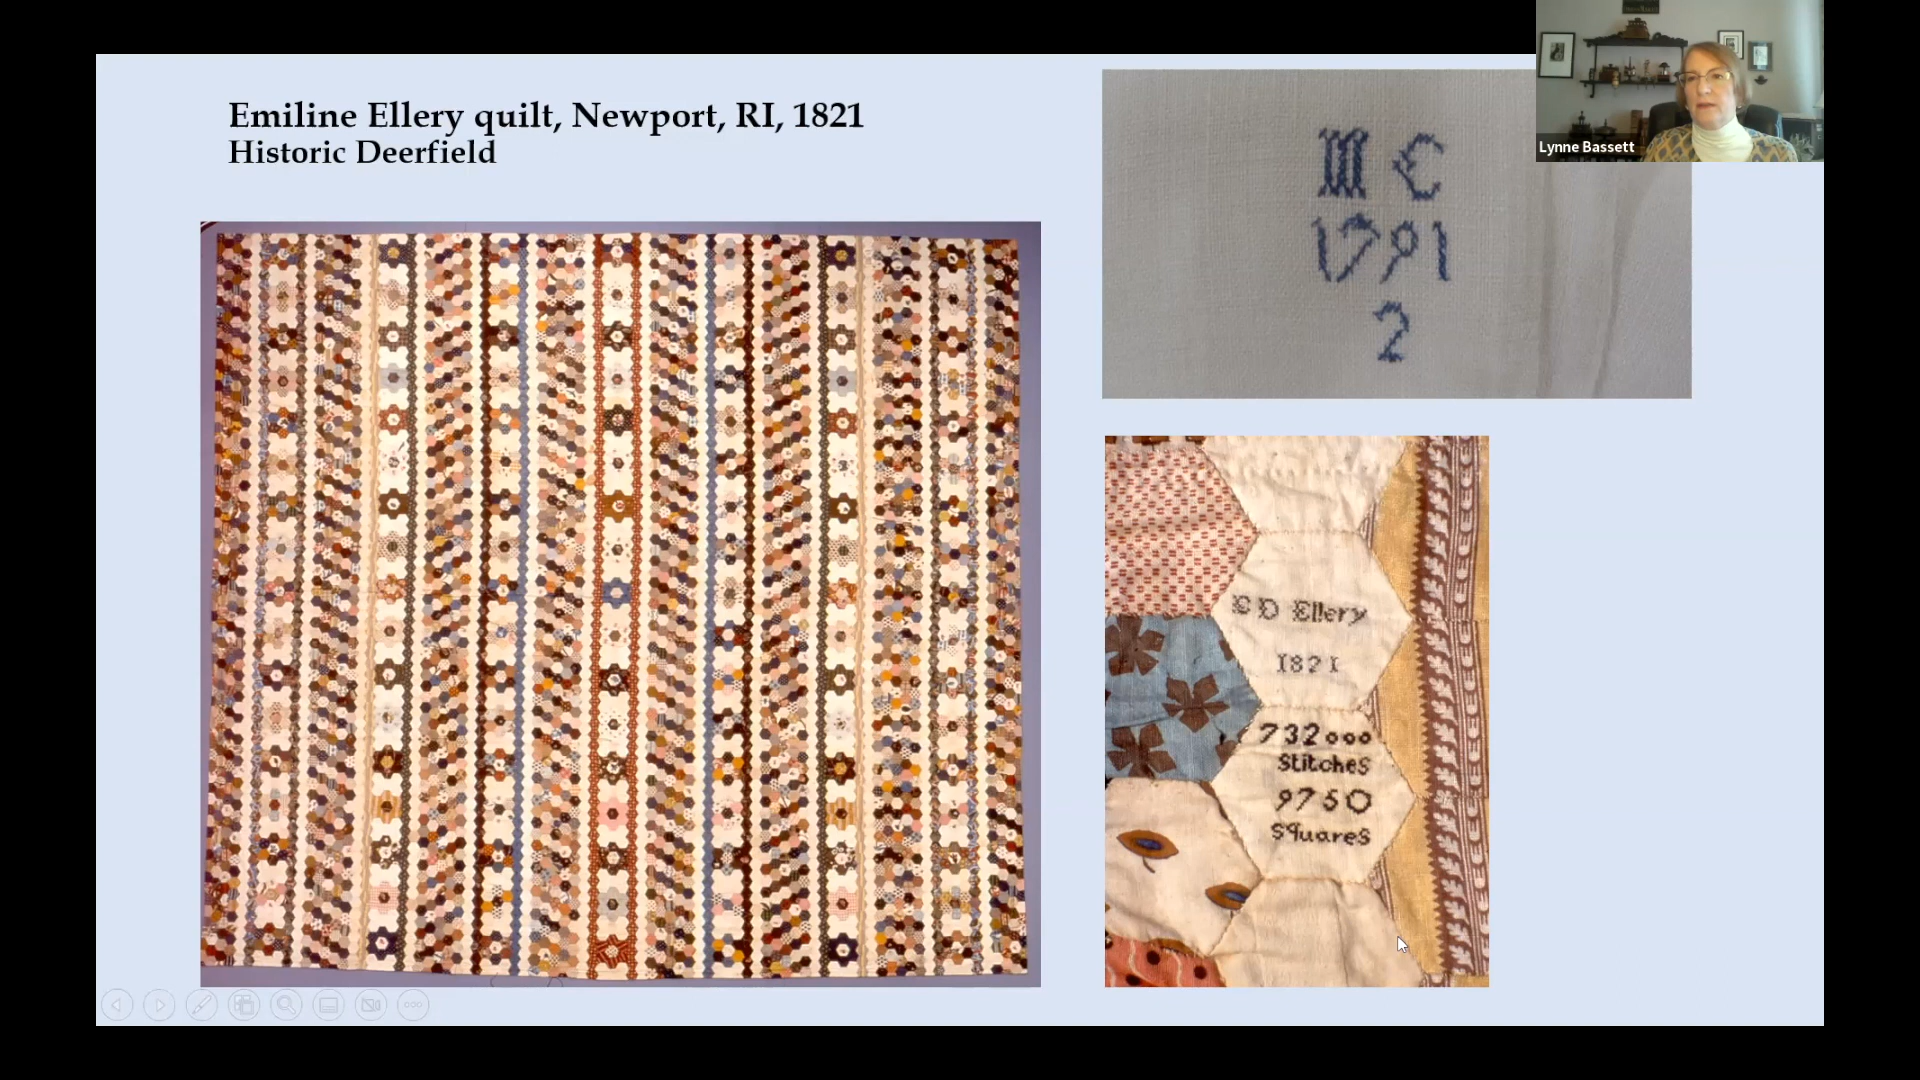 Emiline Ellery quilt, Newport, RI, 1821
Historic Deerfield
M E
1791
2
E D Ellery
1821
732000
stitches
9750
squares
Lynne Bassett